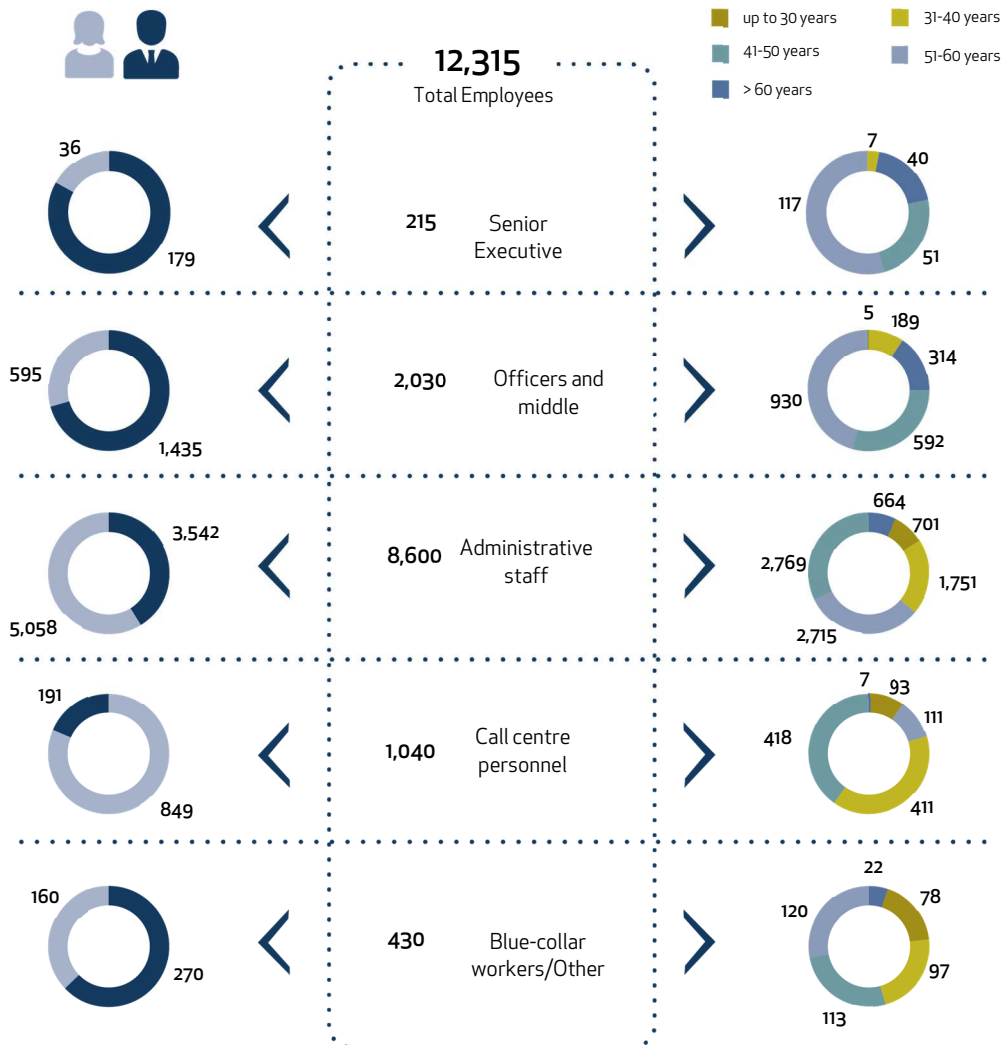 up to 30 years
31-40 years
41-50 years
51-60 years
> 60 years
12,315
Total Employees
36
179
215
Senior
Executive
7
40
117
51
595
1,435
2,030
Officers and
middle
5
189
314
930
592
3,542
5,058
8,600
Administrative
staff
664
701
2,769
1,751
2,715
191
849
1,040
Call centre
personnel
7
93
111
418
411
160
270
430
Blue-collar
workers/Other
22
78
120
97
113